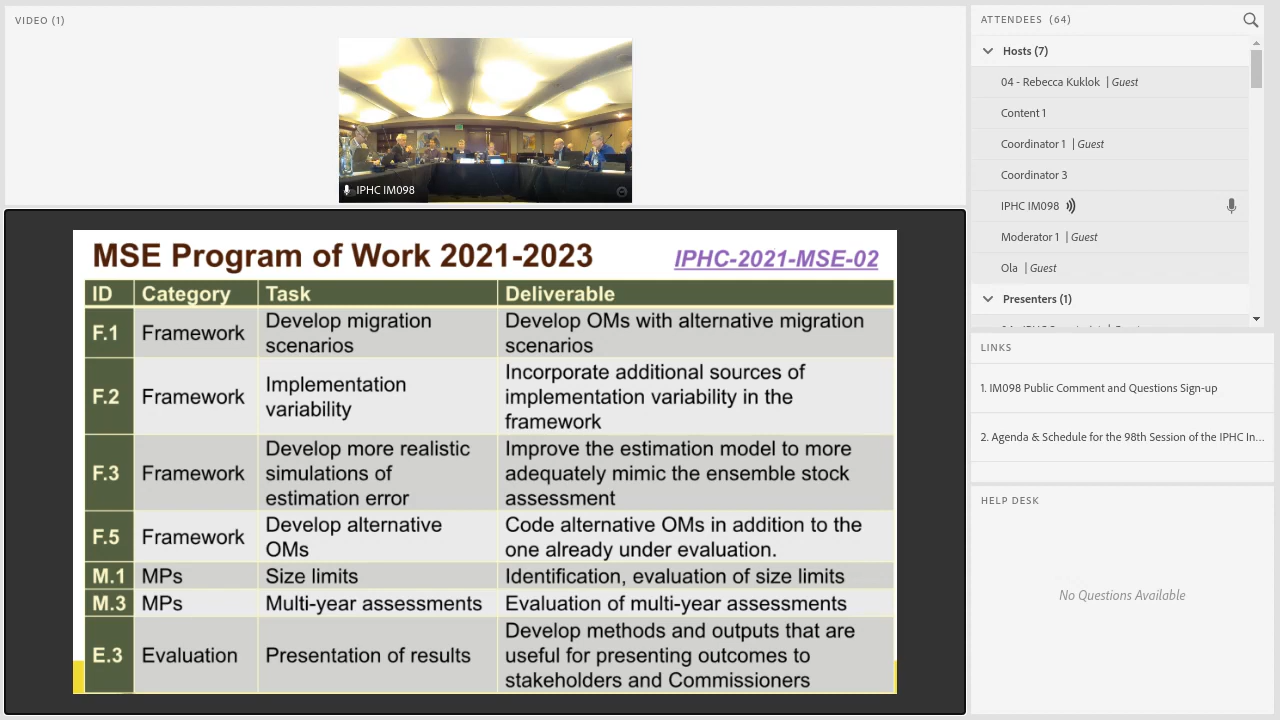 VIDEO (1)
IPHC IM098
MSE Program of Work 2021-2023
IPHC-2021-MSE-02
ID Category Task Deliverable
F.1 Framework Develop migration scenarios Develop OMs with alternative migration scenarios
F.2 Framework Implementation variability Incorporate additional sources of implementation variability in the framework
F.3 Framework Develop more realistic simulations of estimation error Improve the estimation model to more adequately mimic the ensemble stock assessment
F.5 Framework Develop alternative OMs Code alternative OMs in addition to the one already under evaluation.
M.1 MPs Size limits Identification, evaluation of size limits
M.3 MPs Multi-year assessments Evaluation of multi-year assessments
E.3 Evaluation Presentation of results Develop methods and outputs that are useful for presenting outcomes to stakeholders and Commissioners
ATTENDEES (64)
Hosts (7)
04 - Rebecca Kuklok | Guest
Content 1
Coordinator 1 | Guest
Coordinator 3
IPHC IM098
Moderator 1 | Guest
Ola | Guest
Presenters (1)
LINKS
1. IM098 Public Comment and Questions Sign-up
2. Agenda & Schedule for the 98th Session of the IPHC In...
HELP DESK
No Questions Available